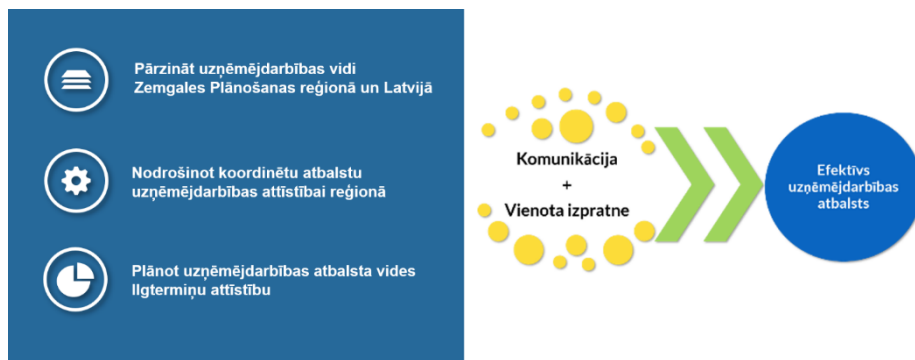 Pārzināt uzņēmējdarbības vidi
Zemgales Plānošanas reģionā un Latvijā
Nodrošinot koordinētu atbalstu
uzņēmējdarbības attīstībai reģionā
Plānot uzņēmējdarbības atbalsta vides
Ilgtermiņu attīstību
Komunikācija
+
Vienota izpratne
Efektīvs
uzņēmējdarbības
atbalsts